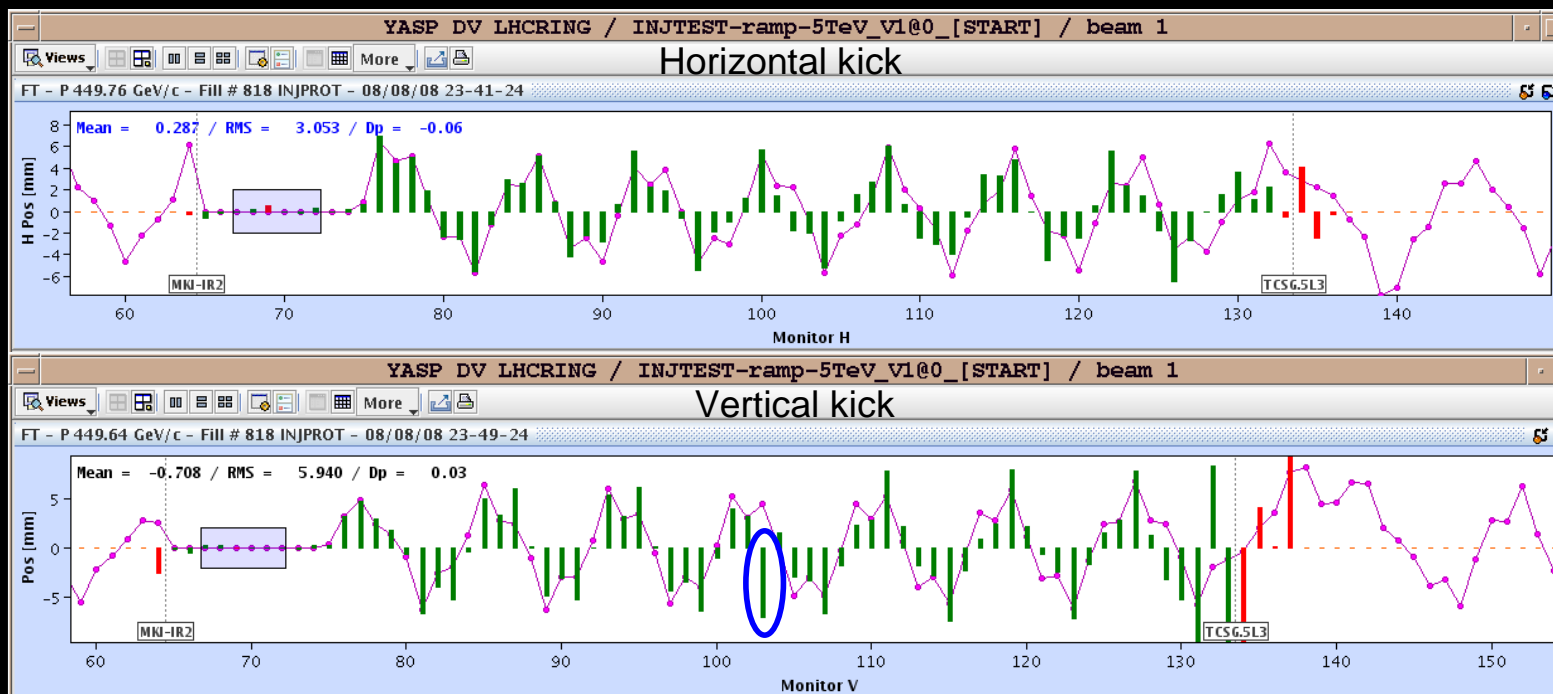 YASP DV LHCRING / INJTEST-ramp-5TeV_V1@0_[START] / beam 1
Views More Horizontal kick
FT - P 449.76 GeV/c - Fill # 818 INJPROT - 08/08/08 23-41-24
Mean = 0.287 / RMS = 3.053 / Dp = -0.06
H Pos [mm]
8
6
4
2
0
-2
-4
-6
MKI-IR2 TCSG.5L3
60 70 80 90 100 110 120 130 140
Monitor H
YASP DV LHCRING / INJTEST-ramp-5TeV_V1@0_[START] / beam 1
Views More Vertical kick
FT - P 449.64 GeV/c - Fill # 818 INJPROT - 08/08/08 23-49-24
Mean = -0.708 / RMS = 5.940 / Dp = 0.03
Pos [mm]
5
0
-5
MKI-IR2 TCSG.5L3
60 70 80 90 100 110 120 130 140 150
Monitor V